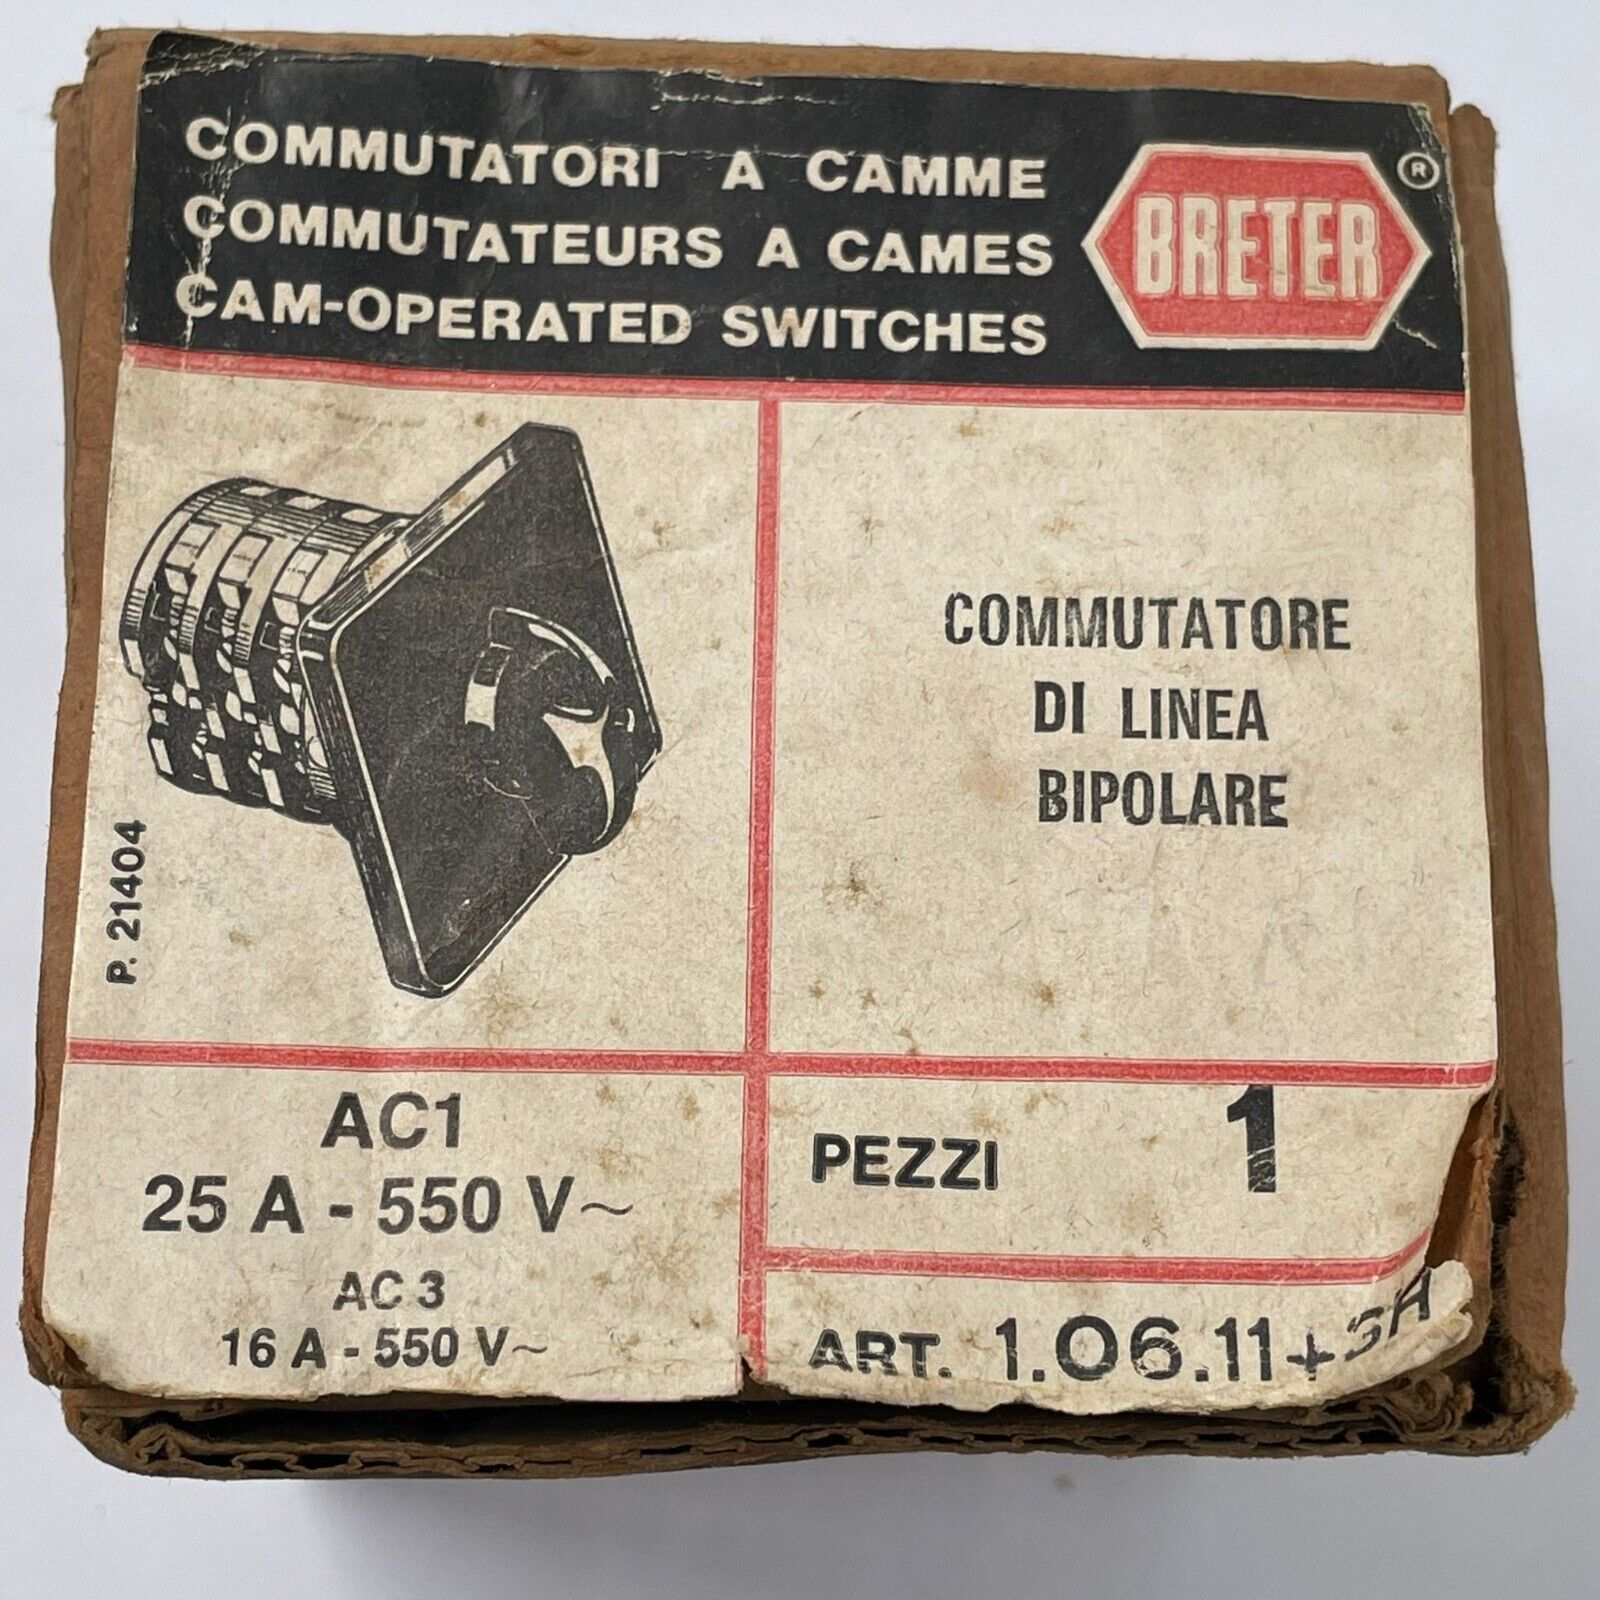 COMMUTATORI A CAMME
COMMUTATEURS A CAMES
CAM-OPERATED SWITCHES
BRETER ®
COMMUTATORE
DI LINEA
BIPOLARE
P. 21404
AC1
25 A - 550 V~
AC 3
16 A - 550 V~
PEZZI 1
ART. 1.06.11+SH